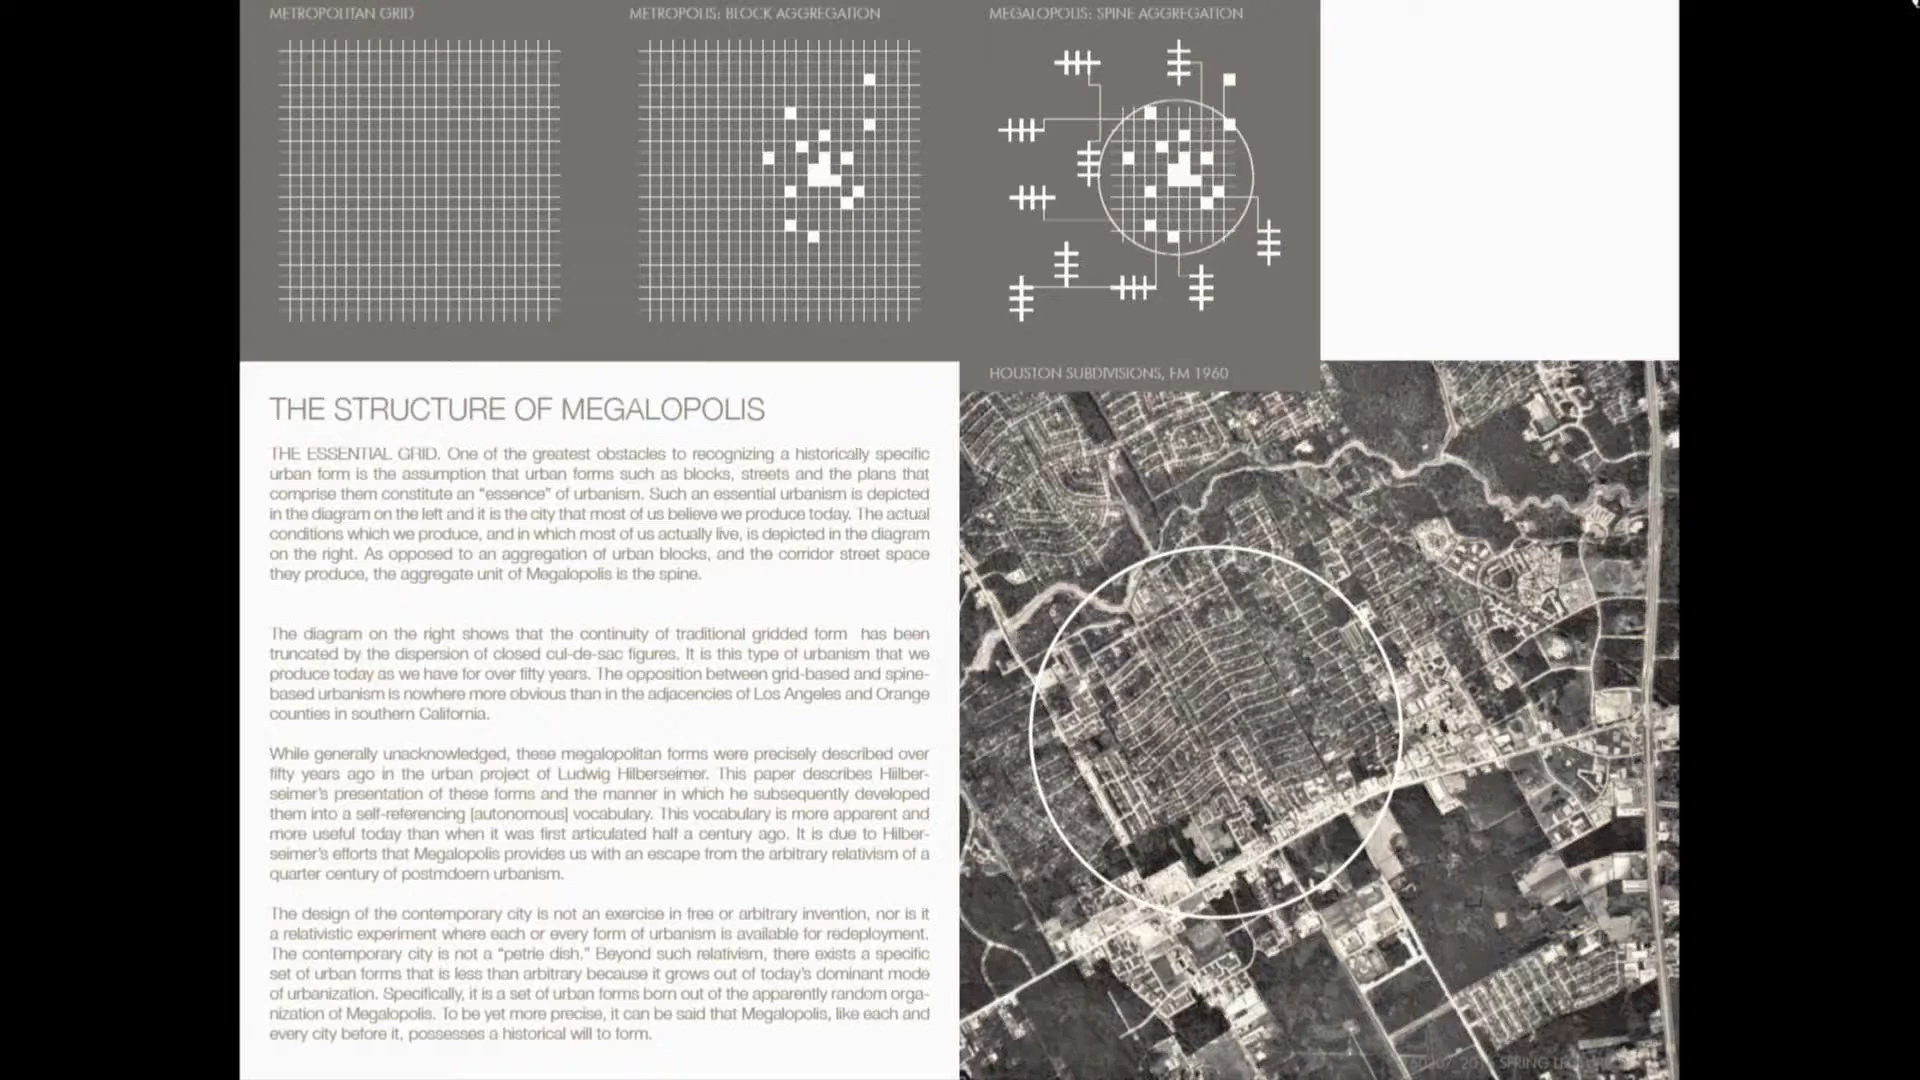 METROPOLITAN GRID
METROPOLIS: BLOCK AGGREGATION
MEGALOPOLIS: SPINE AGGREGATION
HOUSTON SUBDIVISIONS, FM 1960
THE STRUCTURE OF MEGALOPOLIS
THE ESSENTIAL GRID. One of the greatest obstacles to recognizing a historically specific
urban form is the assumption that urban forms such as blocks, streets and the plans that
comprise them constitute an “essence” of urbanism. Such an essential urbanism is depicted
in the diagram on the left and it is the city that most of us believe we produce today. The actual
conditions which we produce, and in which most of us actually live, is depicted in the diagram
on the right. As opposed to an aggregation of urban blocks, and the corridor street space
they produce, the aggregate unit of Megalopolis is the spine.
The diagram on the right shows that the continuity of traditional gridded form has been
truncated by the dispersion of closed cul-de-sac figures. It is this type of urbanism that we
produce today as we have for over fifty years. The opposition between grid-based and spine-
based urbanism is nowhere more obvious than in the adjacencies of Los Angeles and Orange
counties in southern California.
While generally unacknowledged, these megalopolitan forms were precisely described over
fifty years ago in the urban project of Ludwig Hilberseimer. This paper describes Hiilber-
seimer’s presentation of these forms and the manner in which he subsequently developed
them into a self-referencing [autonomous] vocabulary. This vocabulary is more apparent and
more useful today than when it was first articulated half a century ago. It is due to Hilber-
seimer’s efforts that Megalopolis provides us with an escape from the arbitrary relativism of a
quarter century of postmdoern urbanism.
The design of the contemporary city is not an exercise in free or arbitrary invention, nor is it
a relativistic experiment where each or every form of urbanism is available for redeployment.
The contemporary city is not a “petrie dish.” Beyond such relativism, there exists a specific
set of urban forms that is less than arbitrary because it grows out of today’s dominant mode
of urbanization. Specifically, it is a set of urban forms born out of the apparently random orga-
nization of Megalopolis. To be yet more precise, it can be said that Megalopolis, like each and
every city before it, possesses a historical will to form.
SPRING